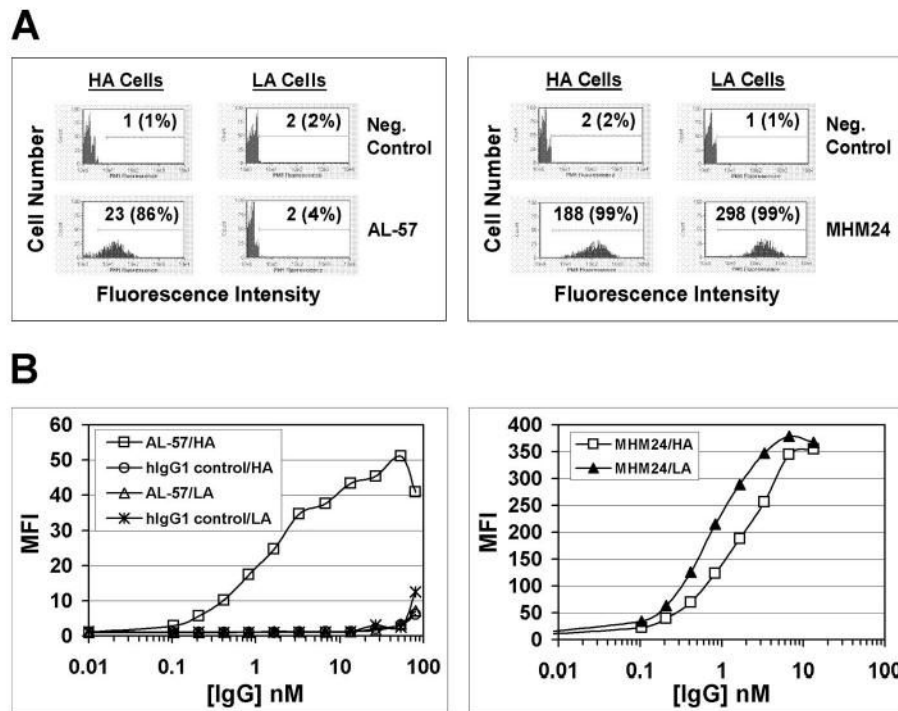 A
HA Cells LA Cells
1 (1%) 2 (2%) Neg. Control
23 (86%) 2 (4%) AL-57
Cell Number
Fluorescence Intensity
HA Cells LA Cells
2 (2%) 1 (1%) Neg. Control
188 (99%) 298 (99%) MHM24
Cell Number
Fluorescence Intensity
B
60
50
40
30
20
10
0
MFI
AL-57/HA
hIgG1 control/HA
AL-57/LA
hIgG1 control/LA
0.01 0.1 1 10 100
[IgG] nM
400
350
300
250
200
150
100
50
0
MFI
MHM24/HA
MHM24/LA
0.01 0.1 1 10 100
[IgG] nM